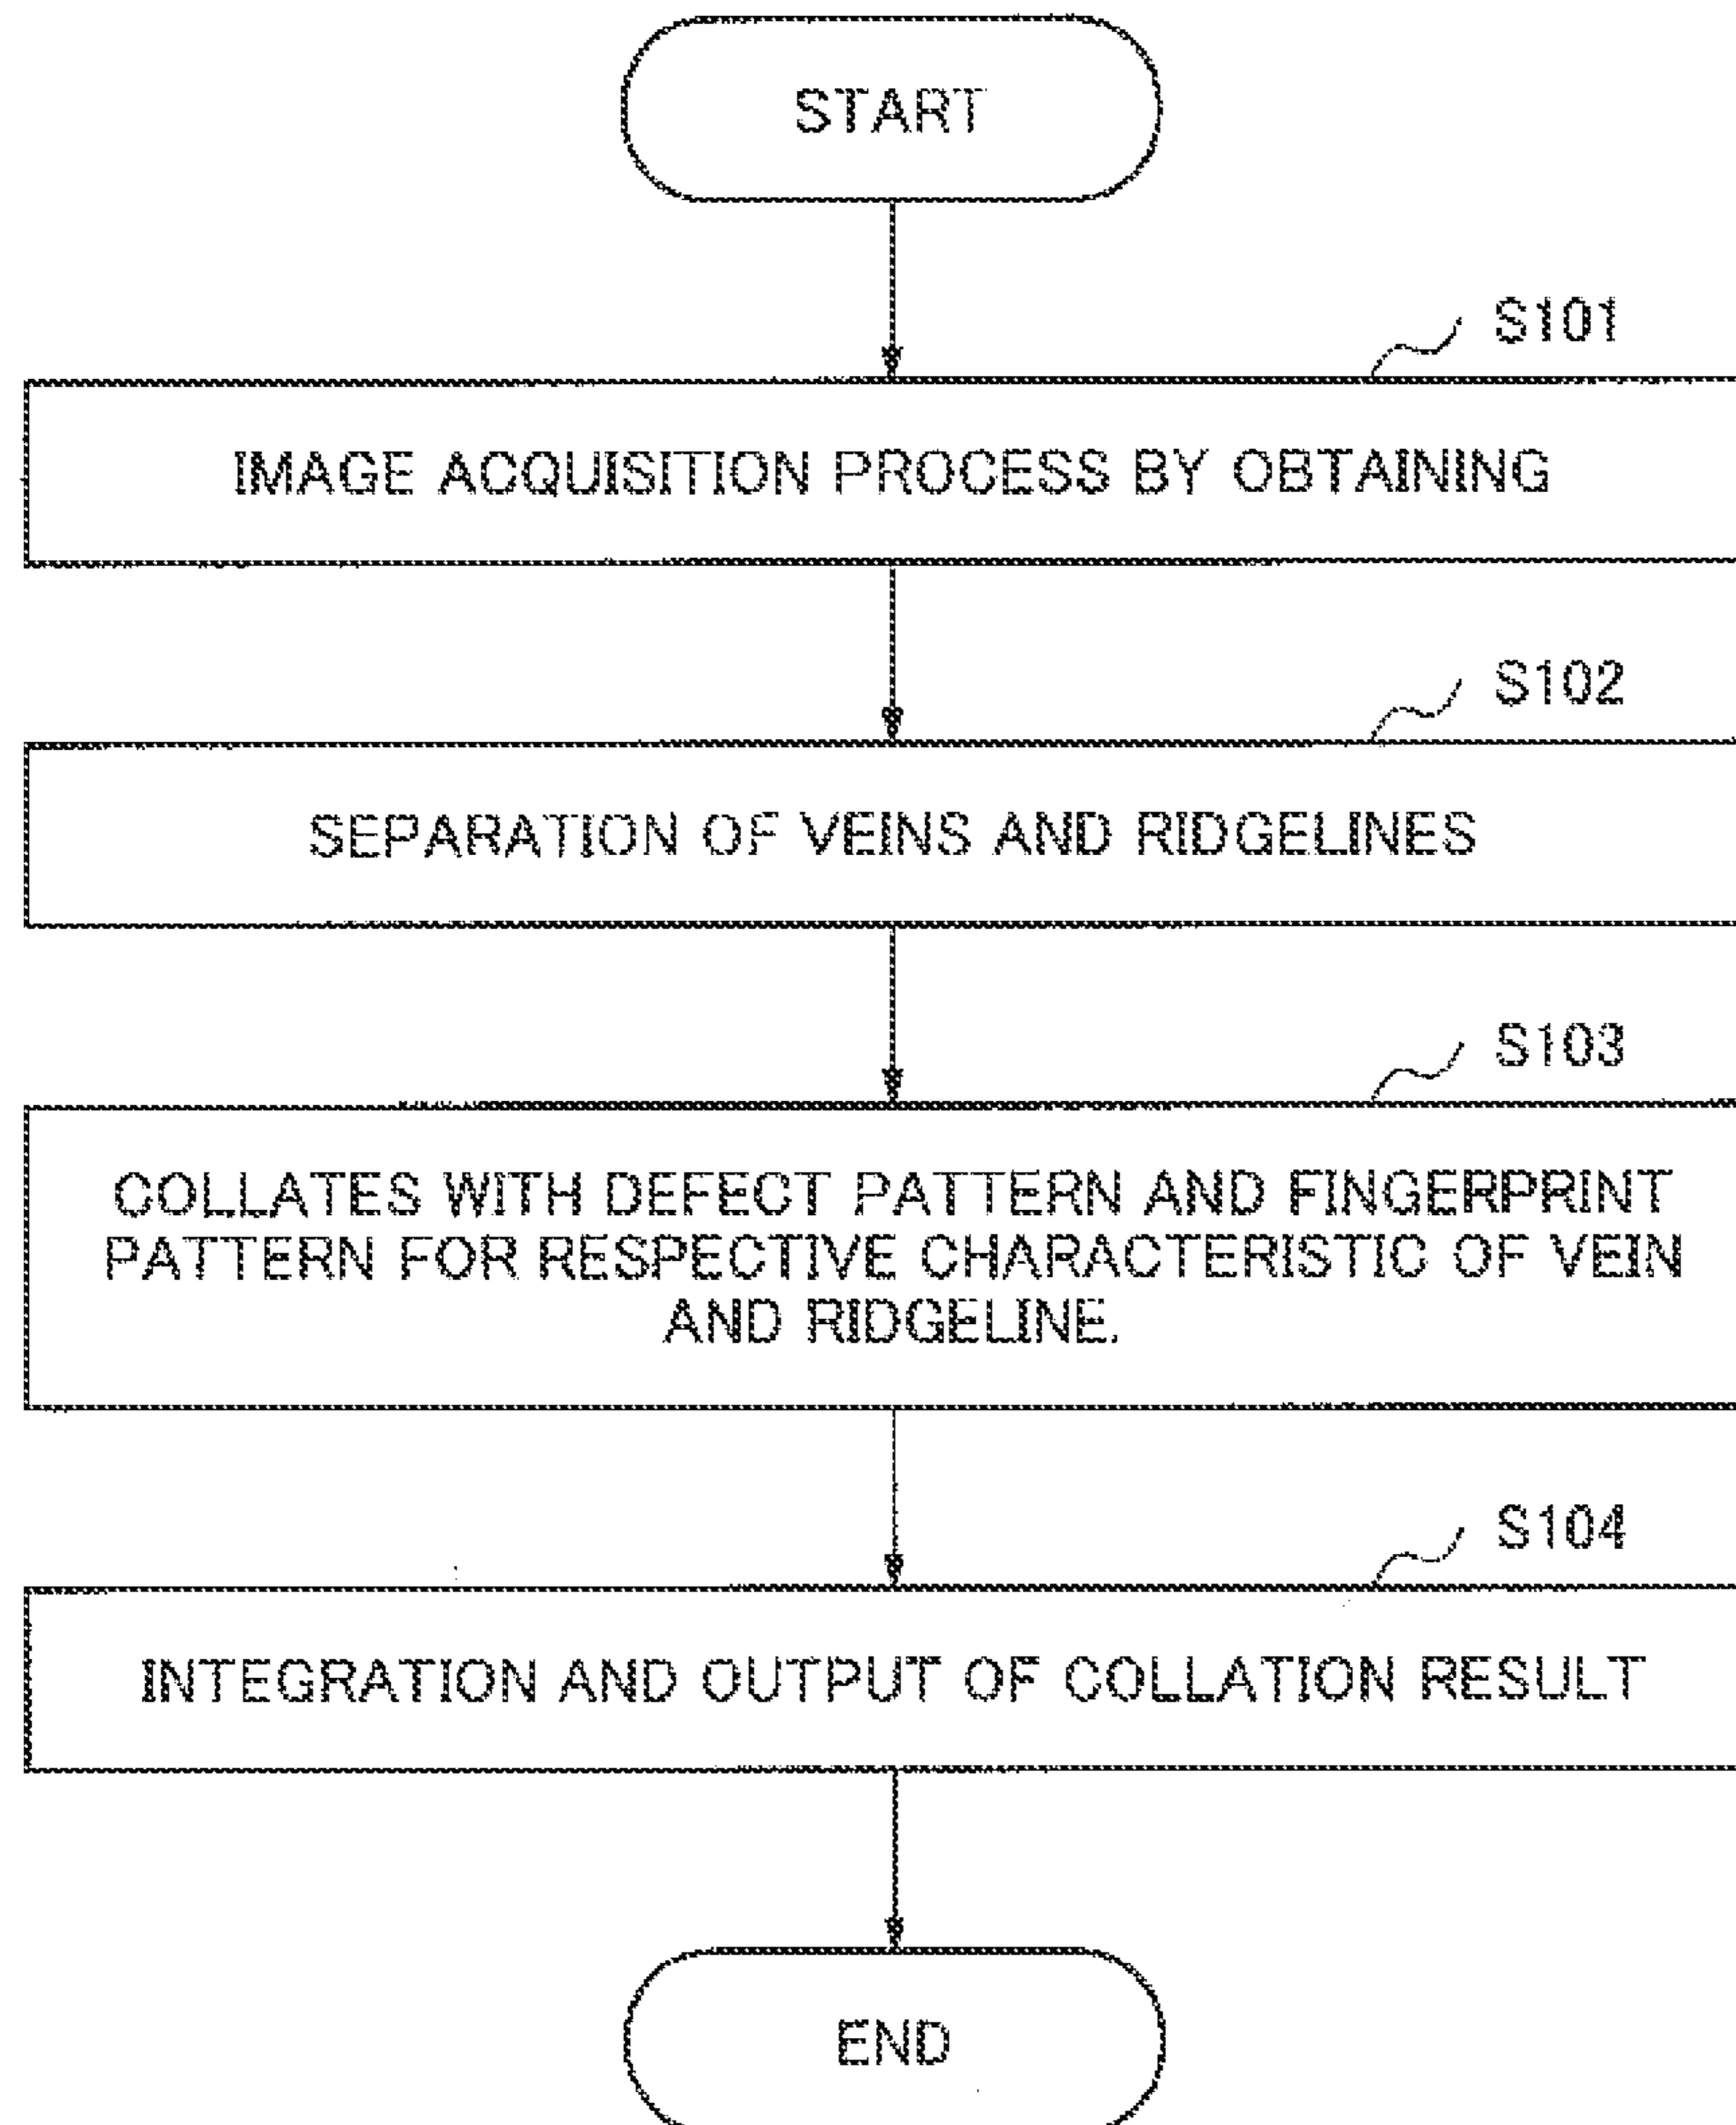 START
S101
IMAGE ACQUISITION PROCESS BY OBTAINING
S102
SEPARATION OF VEINS AND RIDGELINES
S103
COLLATES WITH DEFECT PATTERN AND FINGERPRINT
PATTERN FOR RESPECTIVE CHARACTERISTIC OF VEIN
AND RIDGELINE.
S104
INTEGRATION AND OUTPUT OF COLLATION RESULT
END